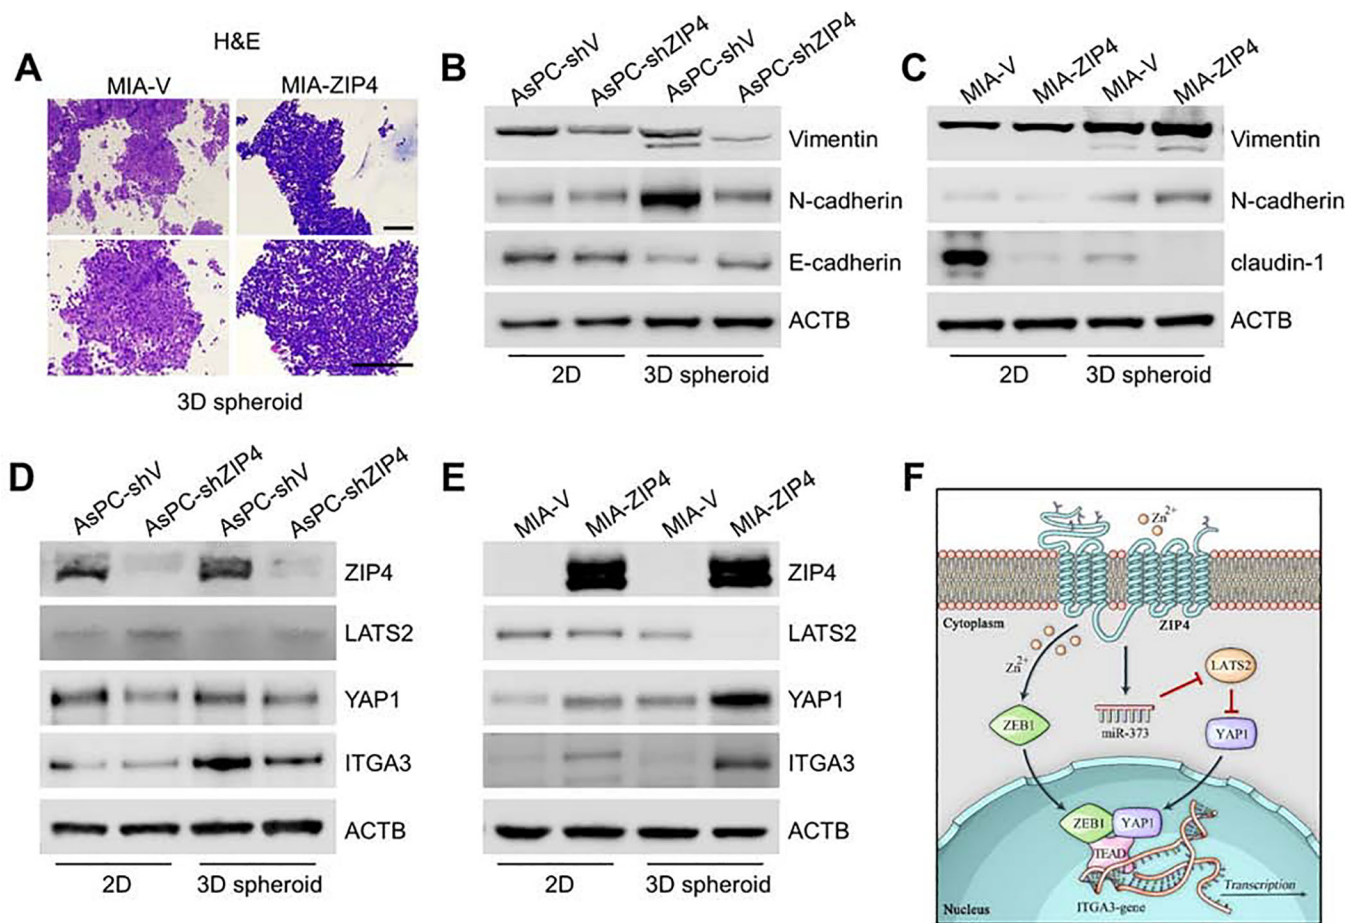 H&E
A
MIA-V
MIA-ZIP4
3D spheroid
B
AsPC-shV
AsPC-shZIP4
AsPC-shV
AsPC-shZIP4
Vimentin
N-cadherin
E-cadherin
ACTB
2D
3D spheroid
C
MIA-V
MIA-ZIP4
MIA-V
MIA-ZIP4
Vimentin
N-cadherin
claudin-1
ACTB
2D
3D spheroid
D
AsPC-shV
AsPC-shZIP4
AsPC-shV
AsPC-shZIP4
ZIP4
LATS2
YAP1
ITGA3
ACTB
2D
3D spheroid
E
MIA-V
MIA-ZIP4
MIA-V
MIA-ZIP4
ZIP4
LATS2
YAP1
ITGA3
ACTB
2D
3D spheroid
F
Zn2+
Cytoplasm
ZIP4
Zn2+
LATS2
ZEB1
miR-373
YAP1
ZEB1
YAP1
TEAD
Transcription
ITGA3-gene
Nucleus